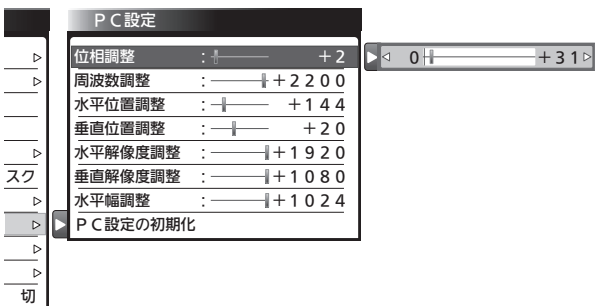 PC設定
位相調整 : +2
0 +31
周波数調整 : +2200
水平位置調整 : +144
垂直位置調整 : +20
水平解像度調整 : +1920
スク
垂直解像度調整 : +1080
水平幅調整 : +1024
PC設定の初期化
切